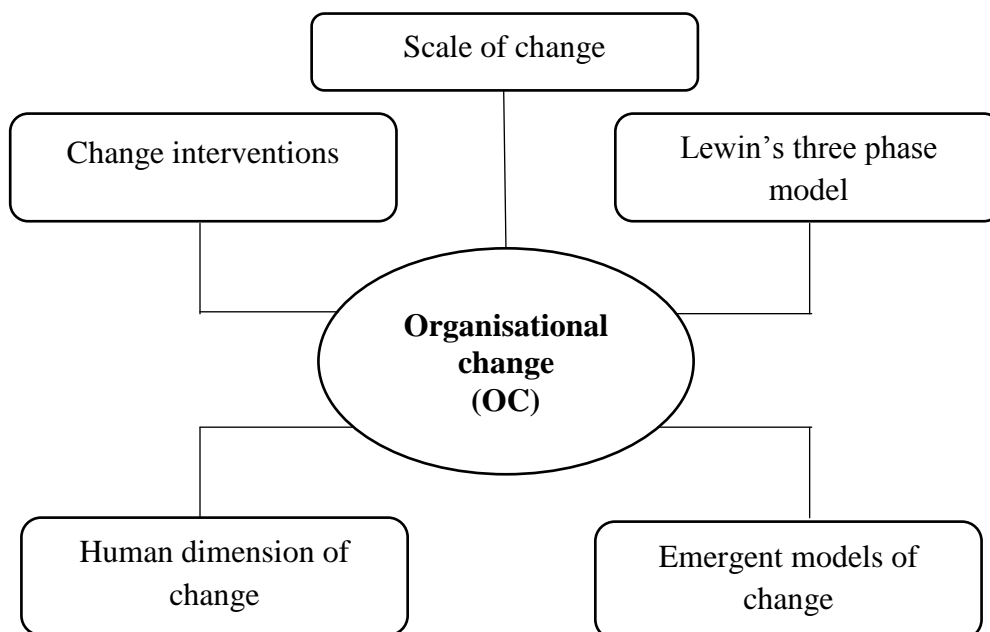 Scale of change
Change interventions
Lewin’s three phase
model
Organisational
change
(OC)
Human dimension of
change
Emergent models of
change